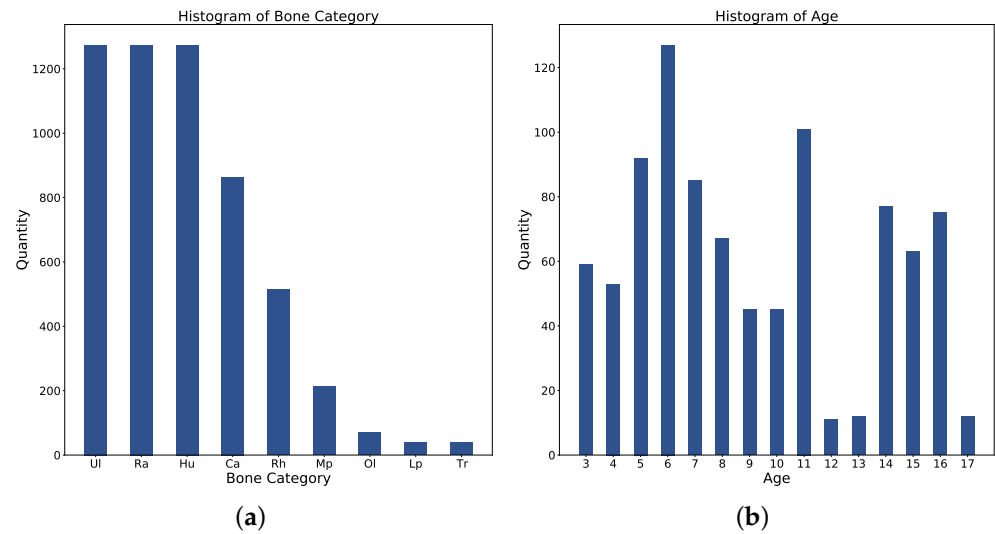 Histogram of Bone Category
1200
1000
800
600
400
200
0
Quantity
Ul Ra Hu Ca Rh Mp Ol Lp Tr
Bone Category
(a)
Histogram of Age
120
100
80
60
40
20
0
Quantity
3 4 5 6 7 8 9 10 11 12 13 14 15 16 17
Age
(b)